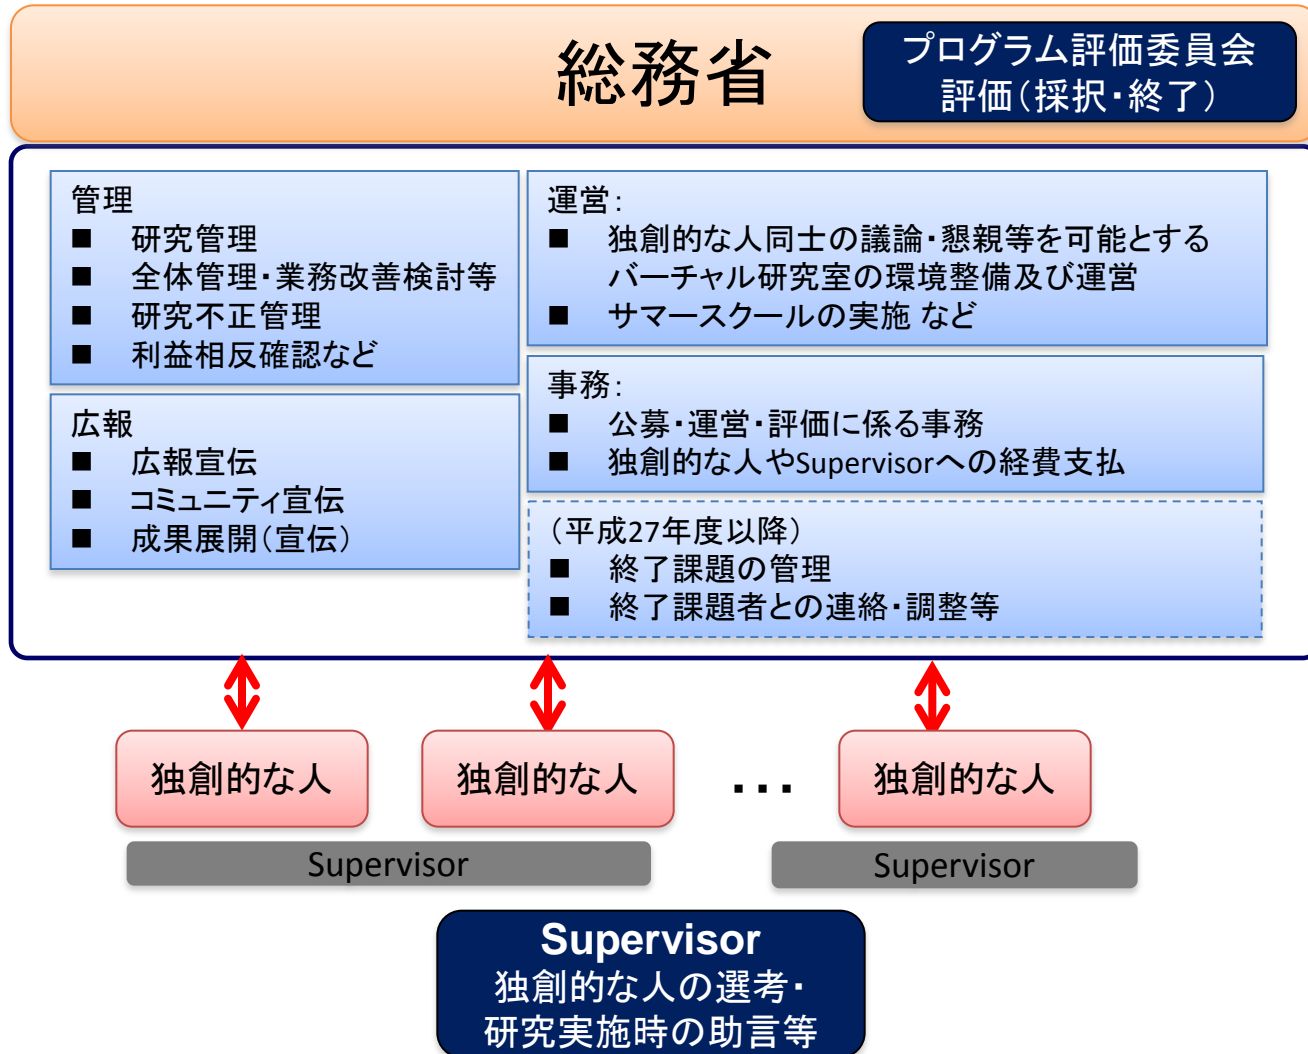 総務省
プログラム評価委員会
評価（採択・終了）
管理
■ 研究管理
■ 全体管理・業務改善検討等
■ 研究不正管理
■ 利益相反確認など
広報
■ 広報宣伝
■ コミュニティ宣伝
■ 成果展開（宣伝）
運営：
■ 独創的な人同士の議論・懇親等を可能とする
バーチャル研究室の環境整備及び運営
■ サマースクールの実施 など
事務：
■ 公募・運営・評価に係る事務
■ 独創的な人やSupervisorへの経費支払
（平成27年度以降）
■ 終了課題の管理
■ 終了課題者との連絡・調整等
独創的な人
独創的な人
...
独創的な人
Supervisor
Supervisor
Supervisor
独創的な人の選考・
研究実施時の助言等